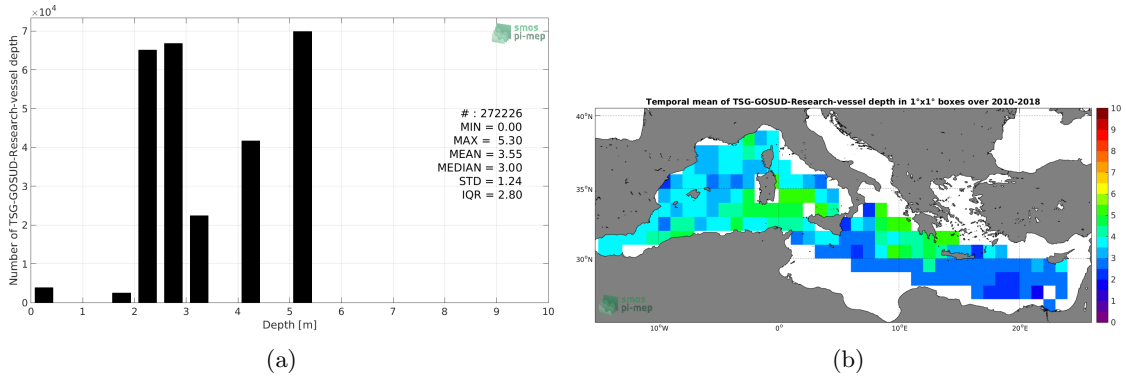 ×10⁴
smos
pi-mep
7
6
5
4
3
2
1
0
Number of TSG-GOSUD-Research-vessel depth
# : 272226
MIN = 0.00
MAX = 5.30
MEAN = 3.55
MEDIAN = 3.00
STD = 1.24
IQR = 2.80
0 1 2 3 4 5 6 7 8 9 10
Depth [m]
(a)
Temporal mean of TSG-GOSUD-Research-vessel depth in 1°x1° boxes over 2010-2018
40°N
35°N
30°N
smos
pi-mep
10°W 0° 10°E 20°E
10
9
8
7
6
5
4
3
2
1
0
(b)